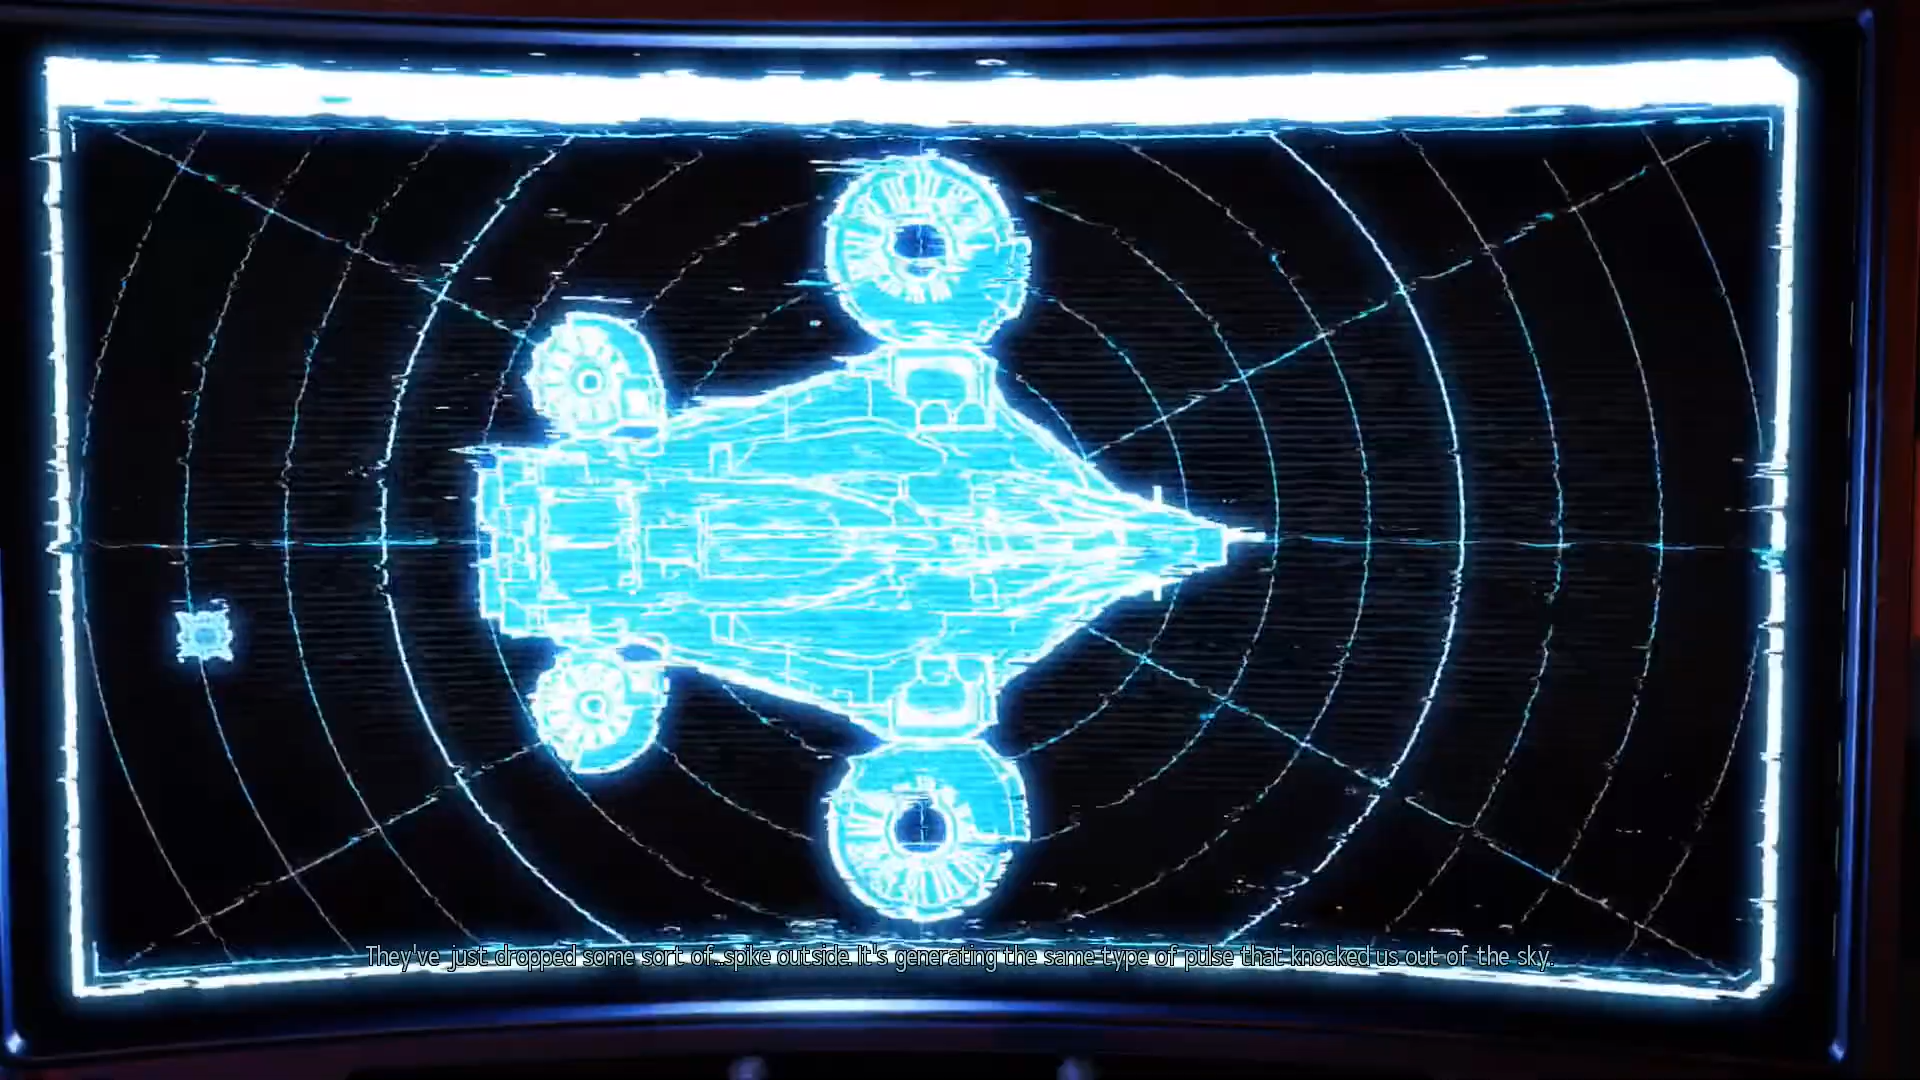 They've just dropped some sort of...spike outside. It's generating the same type of pulse that knocked us out of the sky.